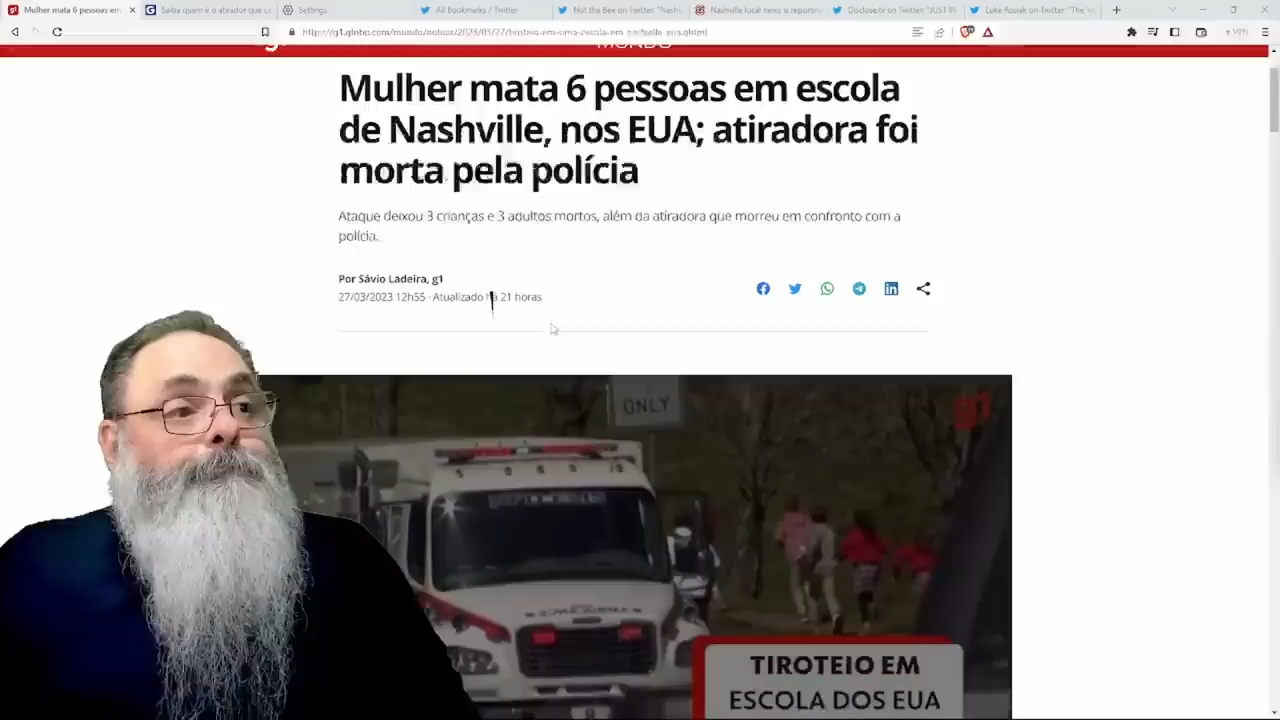 Mulher mata 6 pessoas em
Saiba quem é o atirador que ca
Settings
All Bookmarks / Twitter
Not the Bee on Twitter: "Nashv
Nashville local news is reportin
Disclose.tv on Twitter: "JUST IN
Luke Rosiak on Twitter: "The
https://g1.globo.com/mundo/noticia/2023/03/27/tiroteio-em-uma-escola-em-nashville-eua.ghtml
VPN
MUNDO
Mulher mata 6 pessoas em escola
de Nashville, nos EUA; atiradora foi
morta pela polícia
Ataque deixou 3 crianças e 3 adultos mortos, além da atiradora que morreu em confronto com a
polícia.
Por Sávio Ladeira, g1
27/03/2023 12h55 · Atualizado há 21 horas
ONLY
g1
TIROTEIO EM
ESCOLA DOS EUA